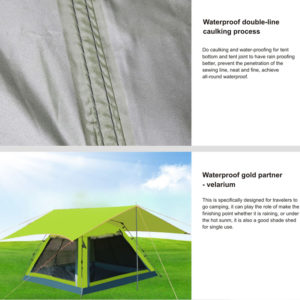 Waterproof double-line
caulking process
Do caulking and water-proofing for tent
bottom and tent joint to have rain proofing
better, prevent the penetration of the
sewing line, neat and fine, achieve
all-round waterproof.
Waterproof gold partner
- velarium
This is specifically designed for travelers to
go camping, it can play the role of make the
finishing point whether it is raining, or under
the hot sunm, it is also a good shade shed
for single use.